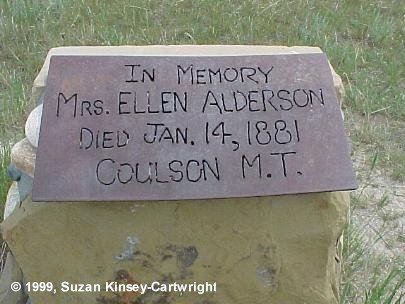 IN MEMORY
MRS. ELLEN ALDERSON
DIED JAN. 14, 1881
COULSON M.T.
© 1999, Suzan Kinsey-Cartwright